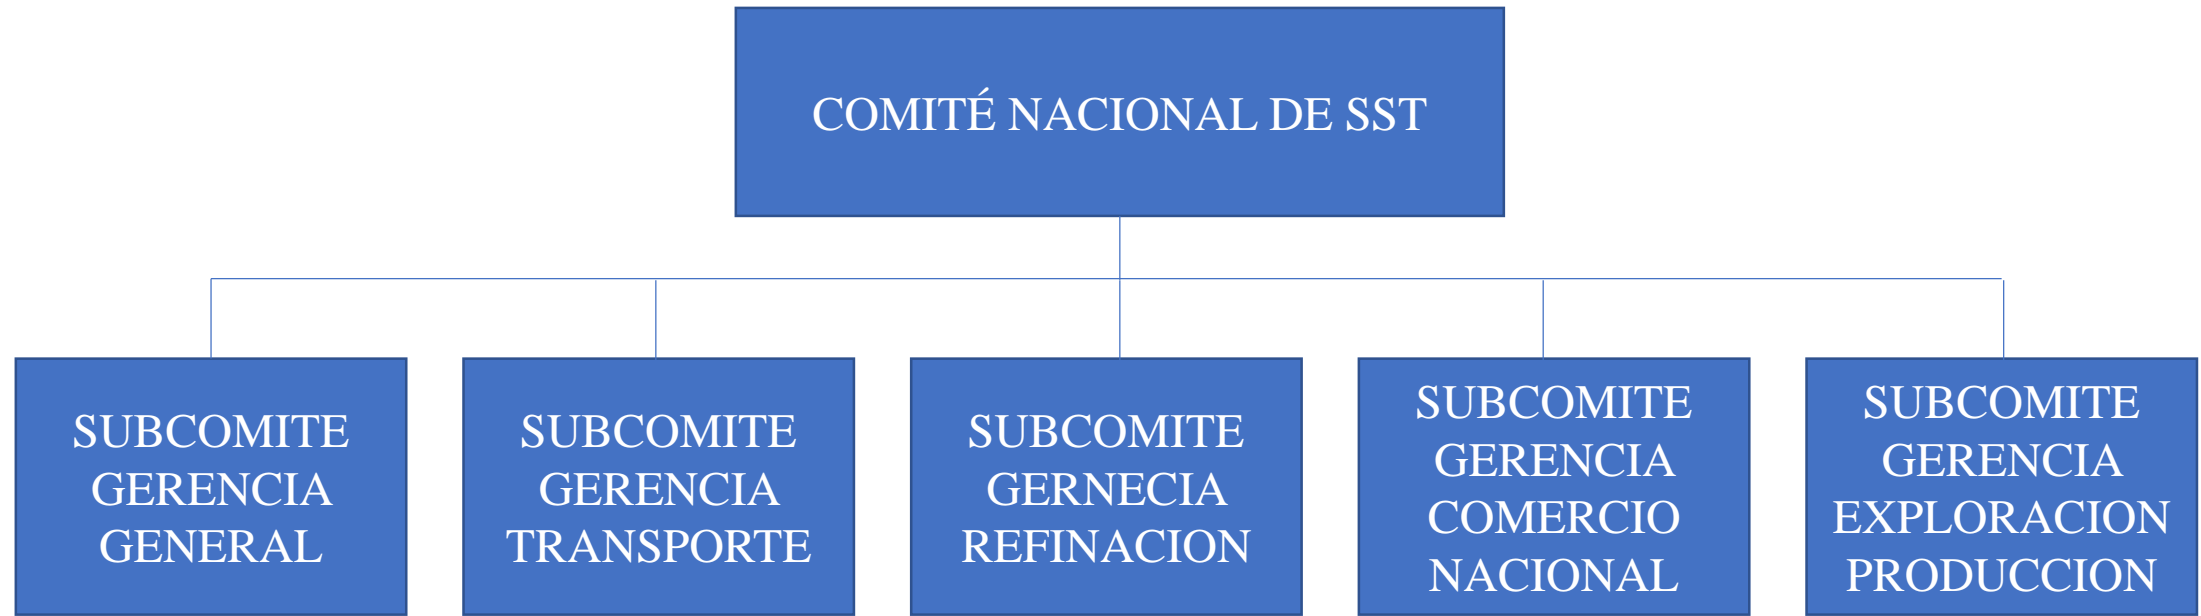 COMITÉ NACIONAL DE SST
SUBCOMITE
GERENCIA
GENERAL
SUBCOMITE
GERENCIA
TRANSPORTE
SUBCOMITE
GERNECIA
REFINACION
SUBCOMITE
GERENCIA
COMERCIO
NACIONAL
SUBCOMITE
GERENCIA
EXPLORACION
PRODUCCION